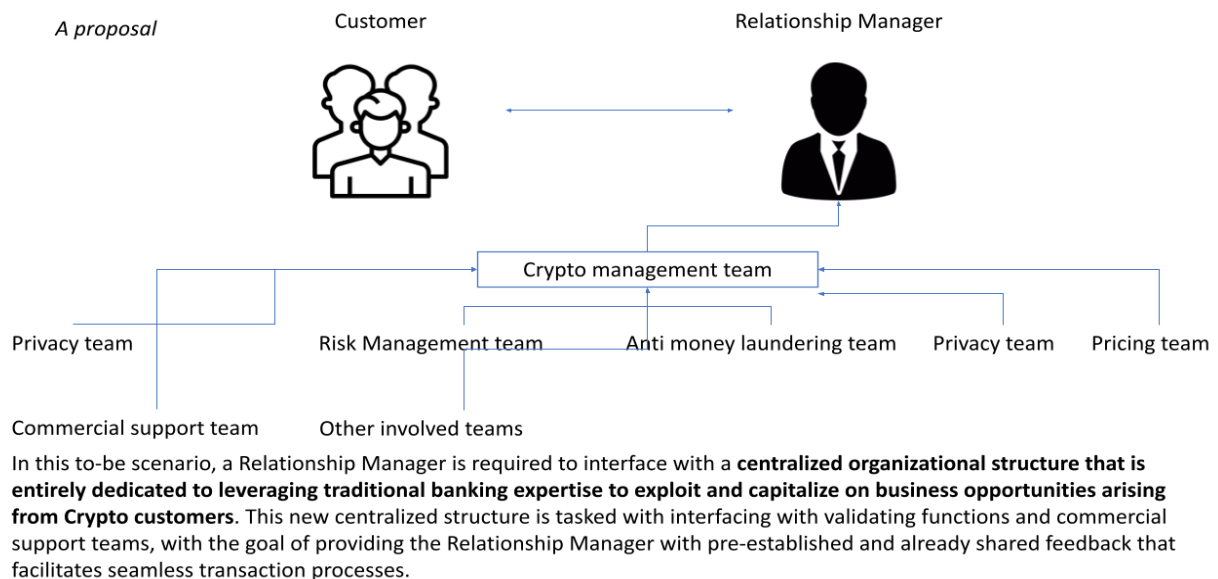 A proposal
Customer
Relationship Manager
Crypto management team
Privacy team
Risk Management team
Anti money laundering team
Privacy team
Pricing team
Commercial support team
Other involved teams
In this to-be scenario, a Relationship Manager is required to interface with a centralized organizational structure that is
entirely dedicated to leveraging traditional banking expertise to exploit and capitalize on business opportunities arising
from Crypto customers. This new centralized structure is tasked with interfacing with validating functions and commercial
support teams, with the goal of providing the Relationship Manager with pre-established and already shared feedback that
facilitates seamless transaction processes.